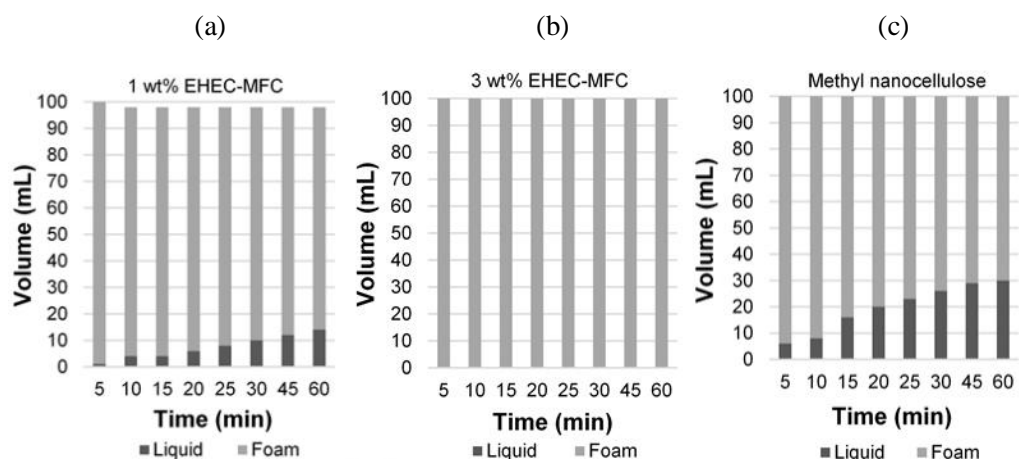 (a) (b) (c)
1 wt% EHEC-MFC
100
90
80
70
60
50
40
30
20
10
0
Volume (mL)
5 10 15 20 25 30 45 60
Time (min)
Liquid Foam
3 wt% EHEC-MFC
100
90
80
70
60
50
40
30
20
10
0
Volume (mL)
5 10 15 20 25 30 45 60
Time (min)
Liquid Foam
Methyl nanocellulose
100
90
80
70
60
50
40
30
20
10
0
Volume (mL)
5 10 15 20 25 30 45 60
Time (min)
Liquid Foam